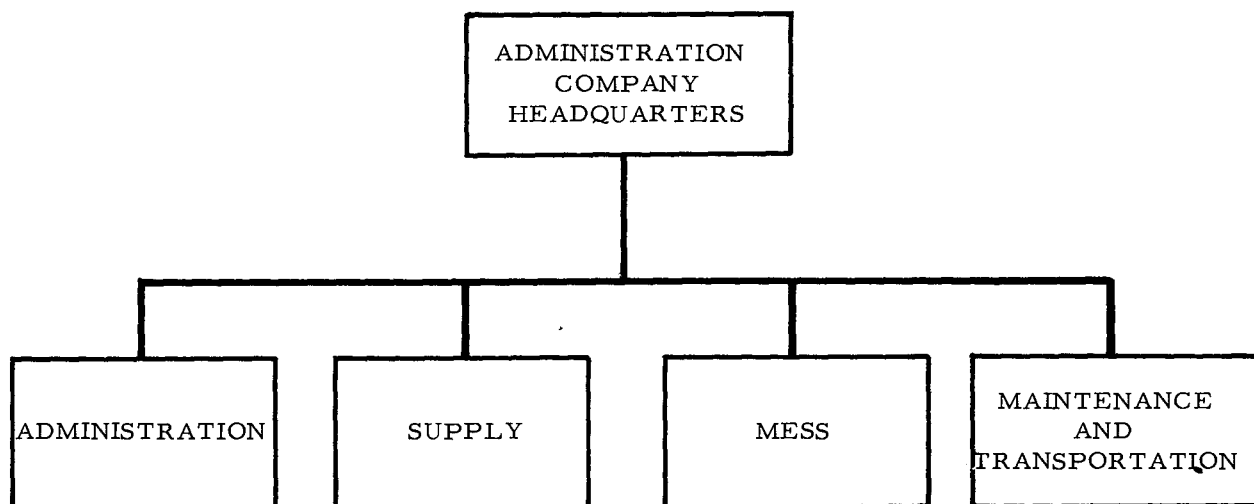 ADMINISTRATION
COMPANY
HEADQUARTERS
ADMINISTRATION
SUPPLY
MESS
MAINTENANCE
AND
TRANSPORTATION